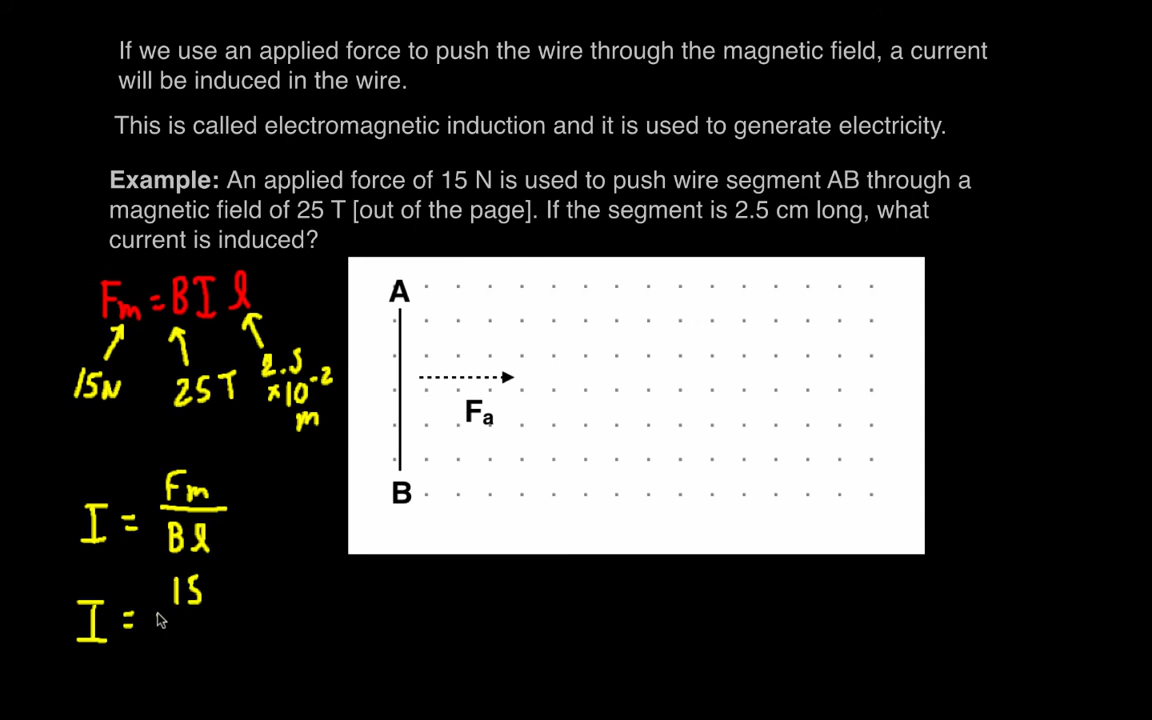 If we use an applied force to push the wire through the magnetic field, a current
will be induced in the wire.
This is called electromagnetic induction and it is used to generate electricity.
Example: An applied force of 15 N is used to push wire segment AB through a
magnetic field of 25 T [out of the page]. If the segment is 2.5 cm long, what
current is induced?
Fm = BIl
15N
25T
2.5
×10⁻²
m
A
Fa
B
I = Fm
Bl
I = 15